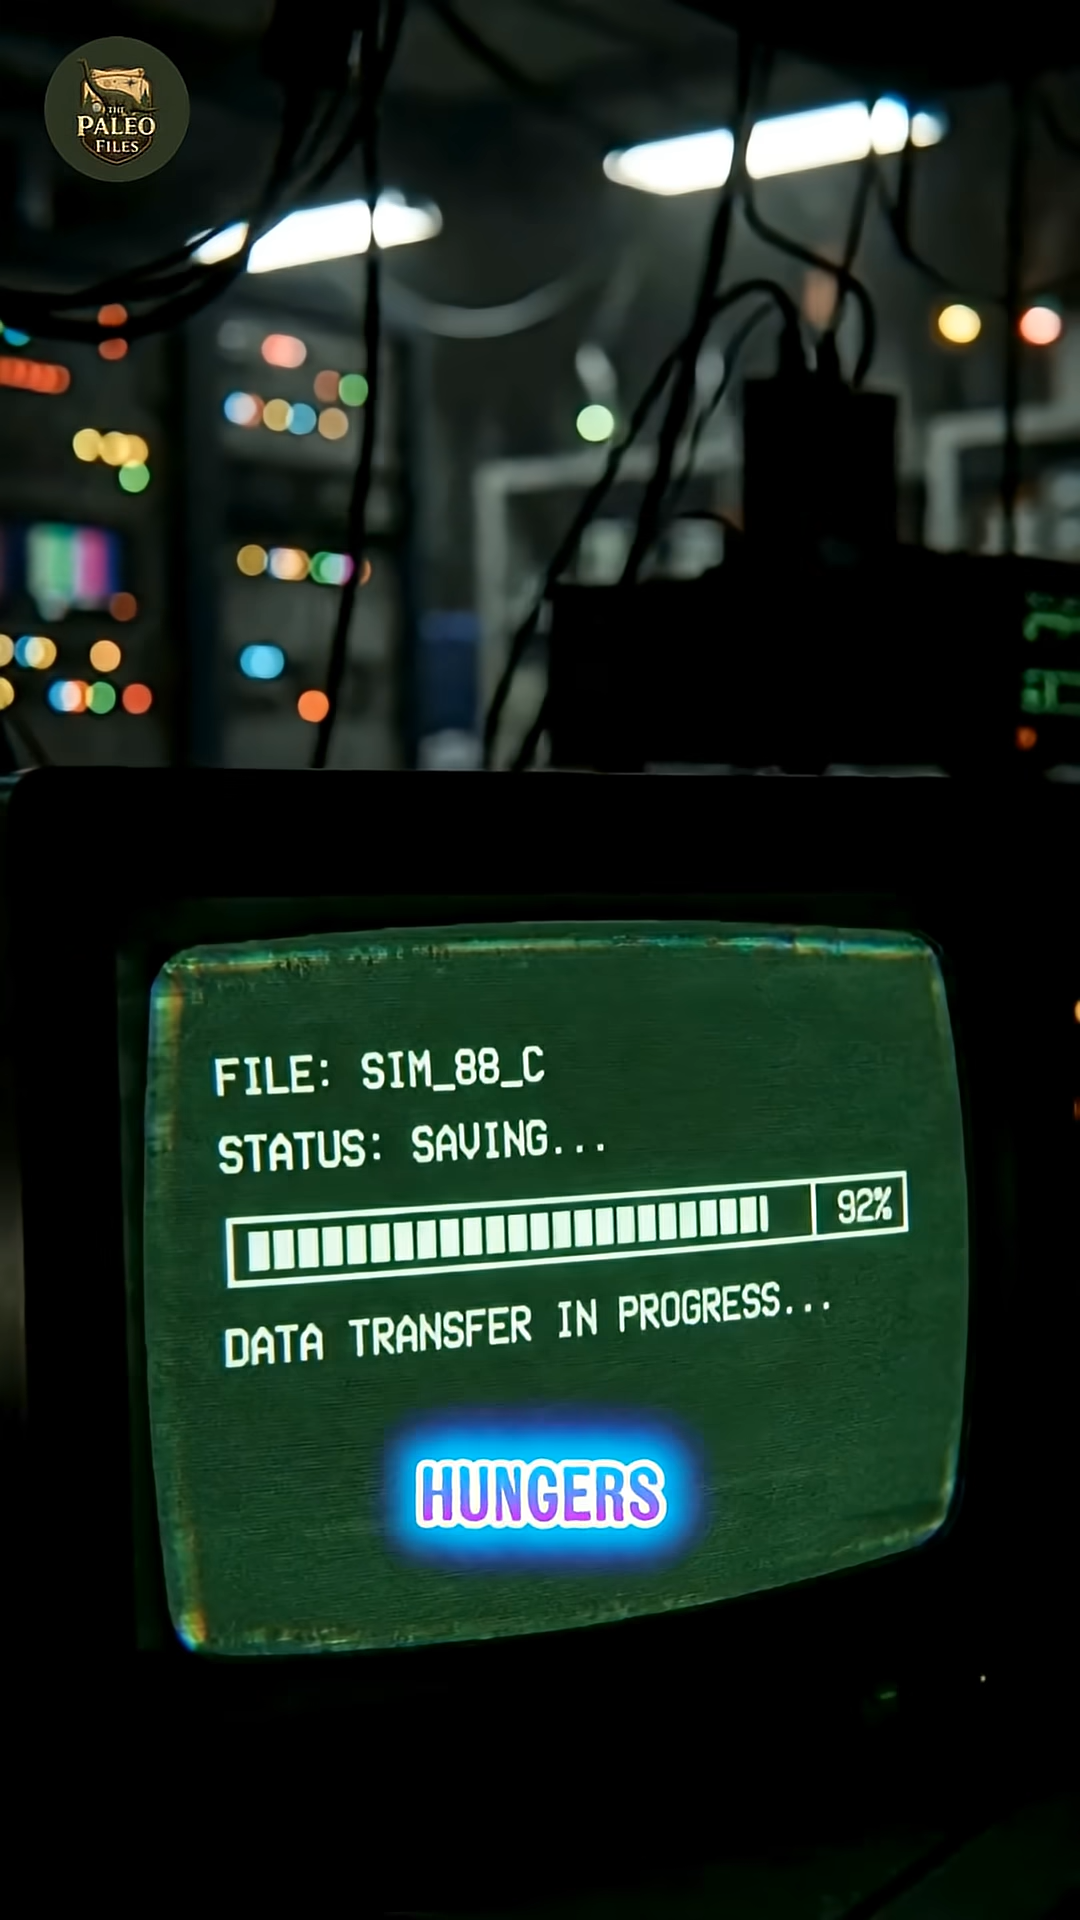 THE
PALEO
FILES
FILE: SIM_88_C
STATUS: SAVING...
92%
DATA TRANSFER IN PROGRESS...
HUNGERS